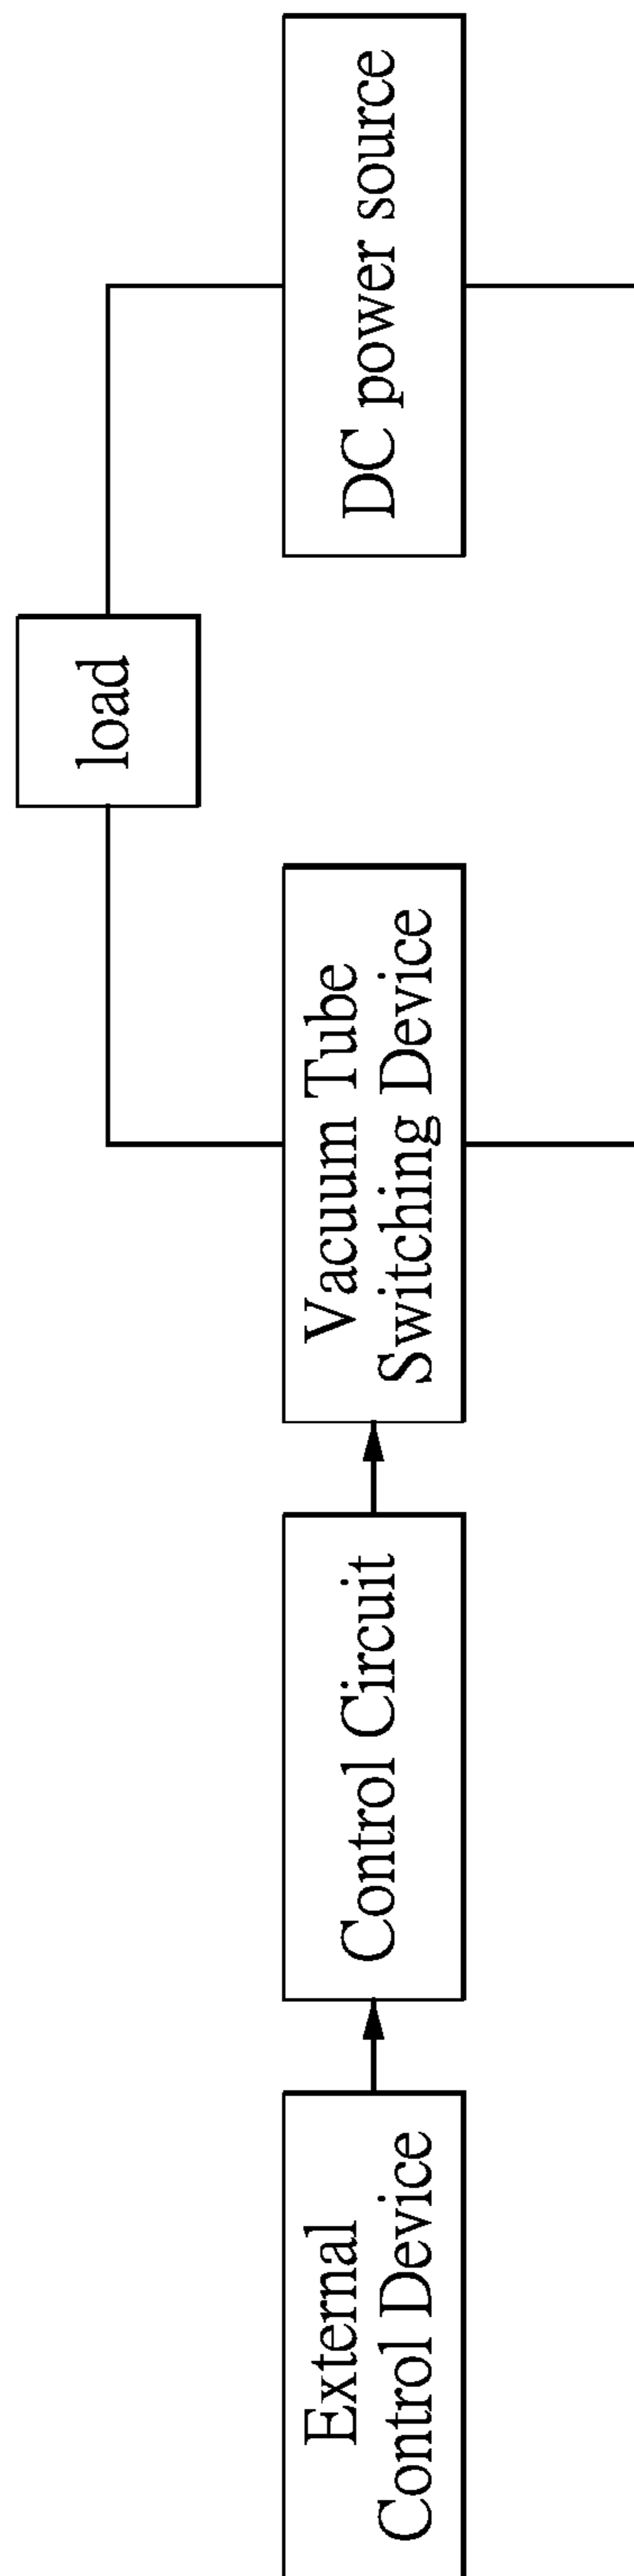 load
External
Control Device
Control Circuit
Vacuum Tube
Switching Device
DC power source